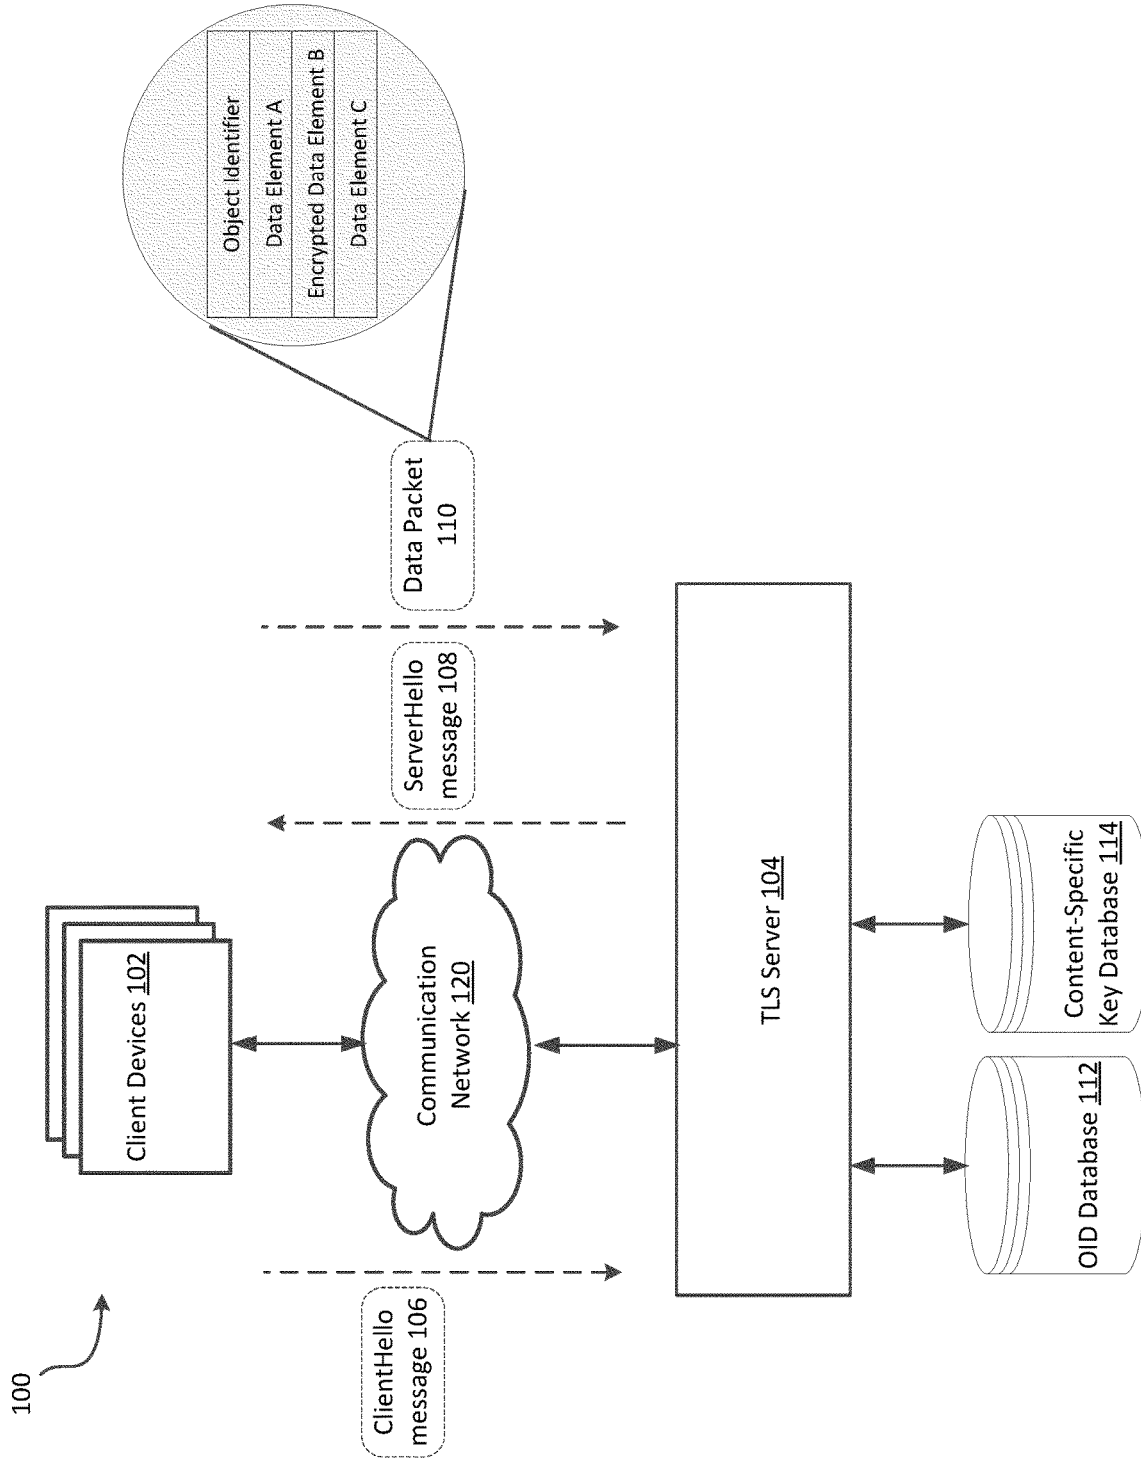 100
Client Devices 102
Communication
Network 120
ClientHello
message 106
ServerHello
message 108
Data Packet
110
Object Identifier
Data Element A
Encrypted Data Element B
Data Element C
TLS Server 104
OID Database 112
Content-Specific
Key Database 114